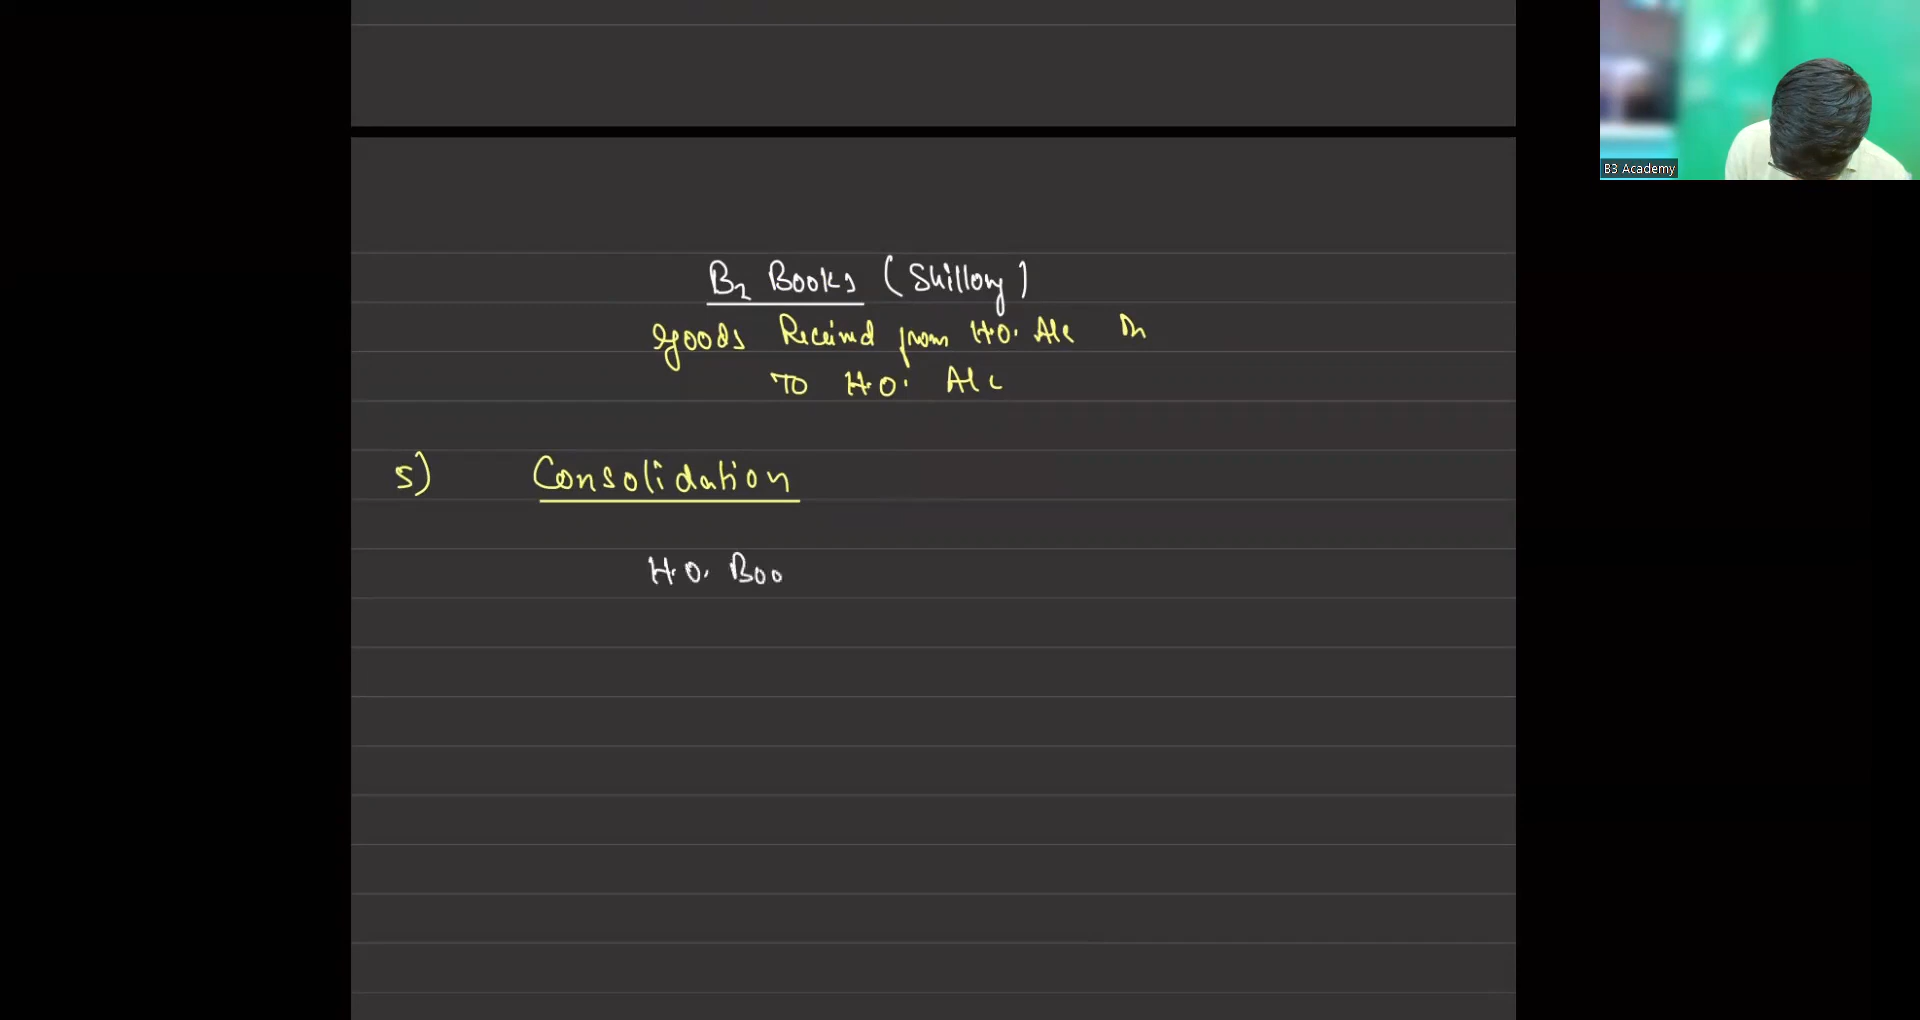 B2 Books (Shillong)
Goods Received from H.O. A/c Dr
To H.O. A/c
5) Consolidation
H.O. Boo
B3 Academy